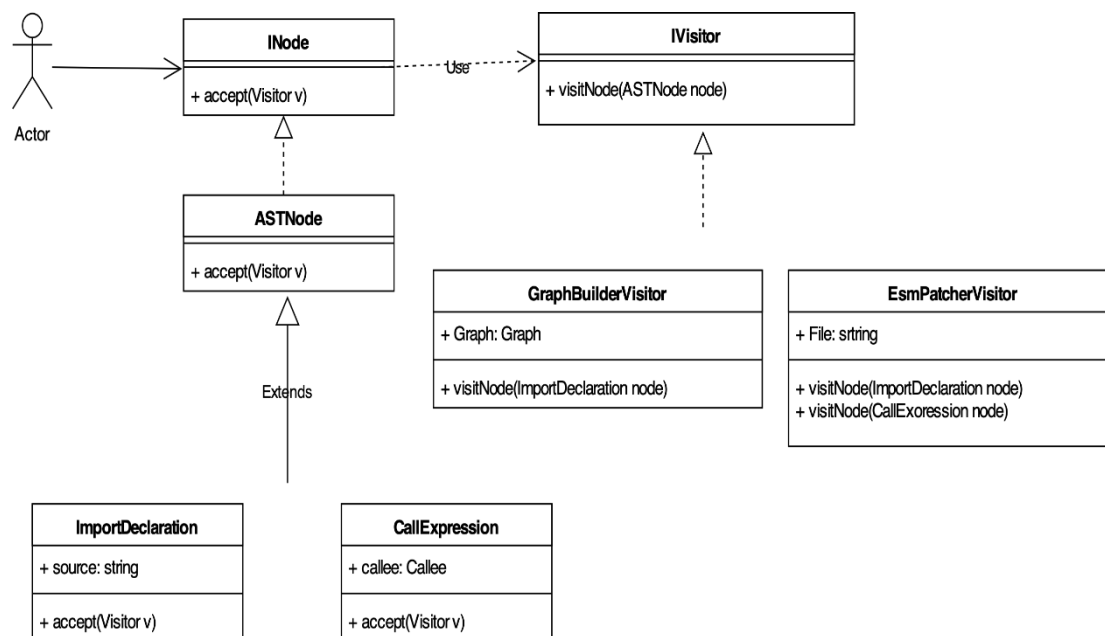 INode
+ accept(Visitor v)
Use
IVisitor
+ visitNode(ASTNode node)
Actor
ASTNode
+ accept(Visitor v)
Extends
GraphBuilderVisitor
+ Graph: Graph
+ visitNode(ImportDeclaration node)
EsmPatcherVisitor
+ File: srtring
+ visitNode(ImportDeclaration node)
+ visitNode(CallExoression node)
ImportDeclaration
+ source: string
+ accept(Visitor v)
CallExpression
+ callee: Callee
+ accept(Visitor v)